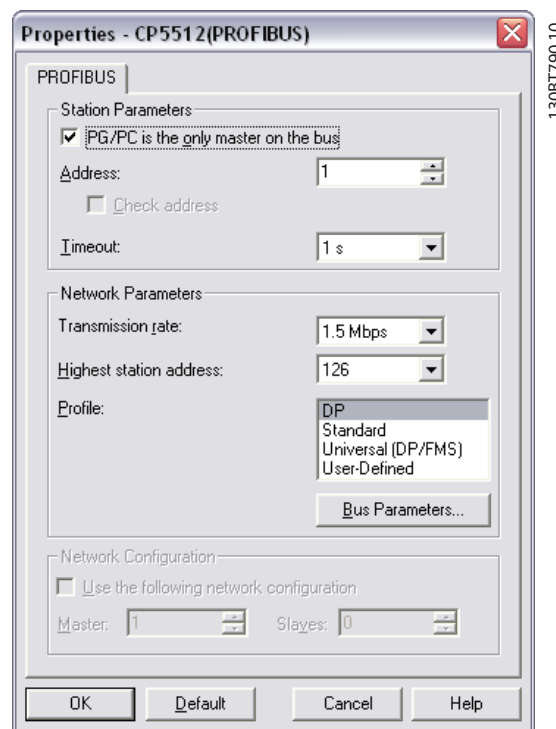 Properties - CP5512(PROFIBUS)
PROFIBUS
Station Parameters
PG/PC is the only master on the bus
Address: 1
Check address
Timeout: 1 s
Network Parameters
Transmission rate: 1.5 Mbps
Highest station address: 126
Profile: DP
Standard
Universal (DP/FMS)
User-Defined
Bus Parameters...
Network Configuration
Use the following network configuration
Master: 1 Slaves: 0
OK Default Cancel Help
130BT790.10